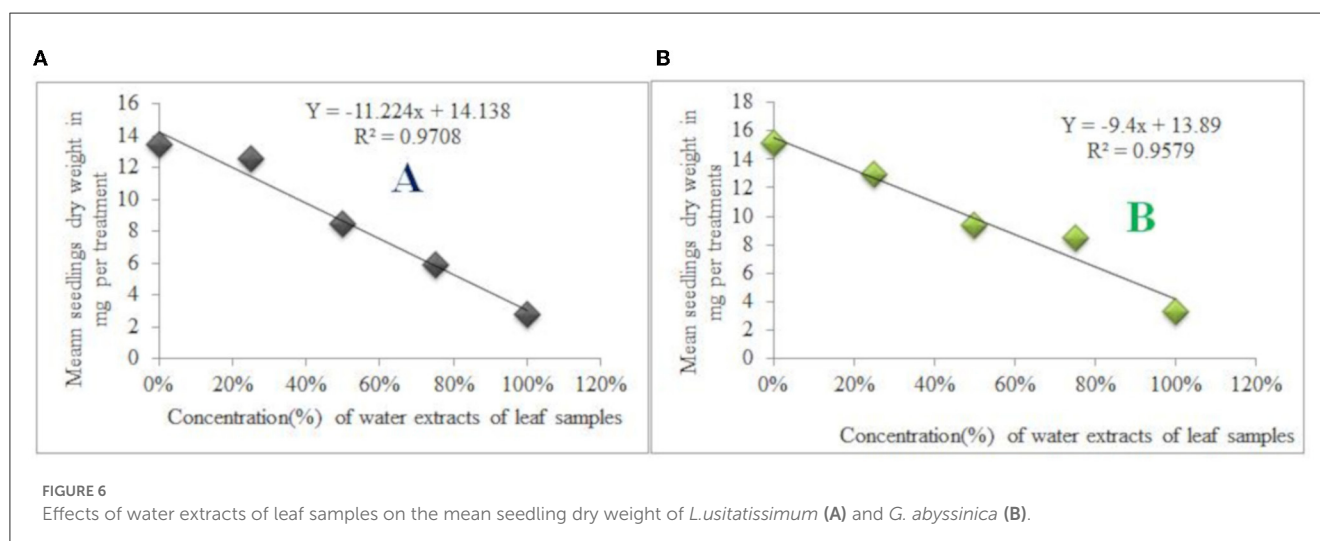 A
Meann seedlings dry weight in
mg per treatment
16
14
12
10
8
6
4
2
0
Y = -11.224x + 14.138
R² = 0.9708
A
0% 20% 40% 60% 80% 100% 120%
Concentration(%) of water extracts of leaf samples
B
Mean seedlings dry weight in
mg per treatments
18
16
14
12
10
8
6
4
2
0
Y = -9.4x + 13.89
R² = 0.9579
B
0% 20% 40% 60% 80% 100% 120%
Concentration(%) of water extracts of leaf samples
FIGURE 6
Effects of water extracts of leaf samples on the mean seedling dry weight of L.usitatissimum (A) and G. abyssinica (B).